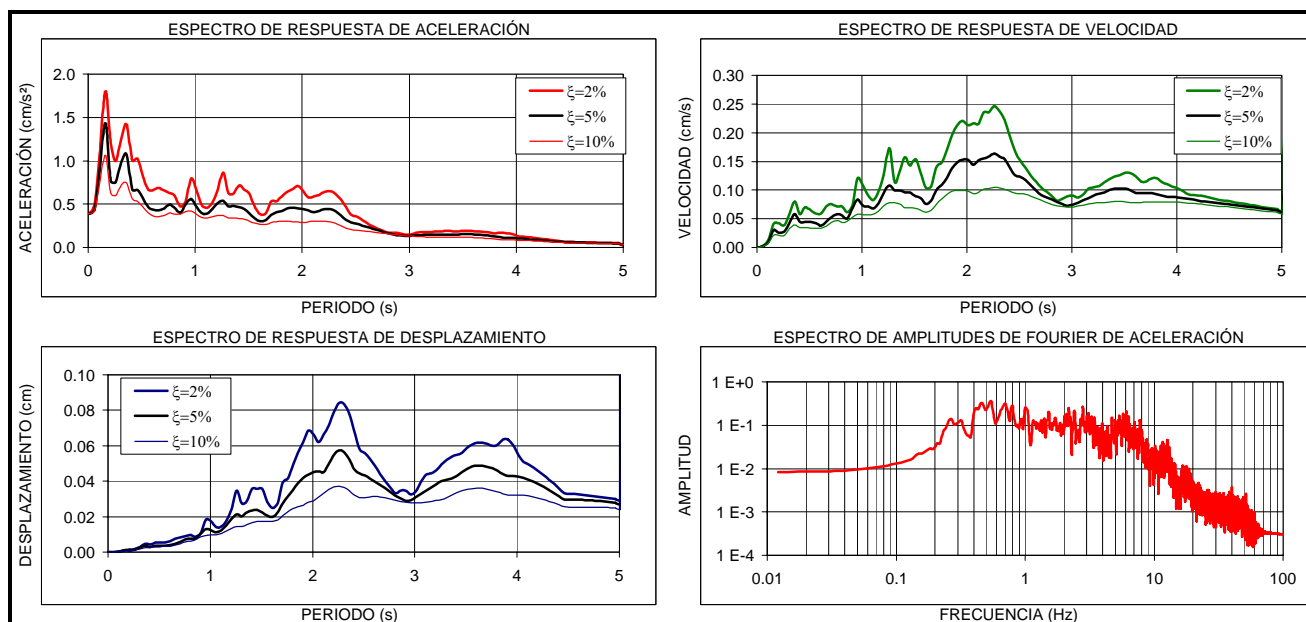 ESPECTRO DE RESPUESTA DE ACELERACIÓN
ACELERACIÓN (cm/s²)
2.0
1.5
1.0
0.5
0.0
ξ=2%
ξ=5%
ξ=10%
0 1 2 3 4 5
PERIODO (s)
ESPECTRO DE RESPUESTA DE VELOCIDAD
VELOCIDAD (cm/s)
0.30
0.25
0.20
0.15
0.10
0.05
0.00
ξ=2%
ξ=5%
ξ=10%
0 1 2 3 4 5
PERIODO (s)
ESPECTRO DE RESPUESTA DE DESPLAZAMIENTO
DESPLAZAMIENTO (cm)
0.10
0.08
0.06
0.04
0.02
0.00
ξ=2%
ξ=5%
ξ=10%
0 1 2 3 4 5
PERIODO (s)
ESPECTRO DE AMPLITUDES DE FOURIER DE ACELERACIÓN
AMPLITUD
1 E+0
1 E-1
1 E-2
1 E-3
1 E-4
0.01 0.1 1 10 100
FRECUENCIA (Hz)